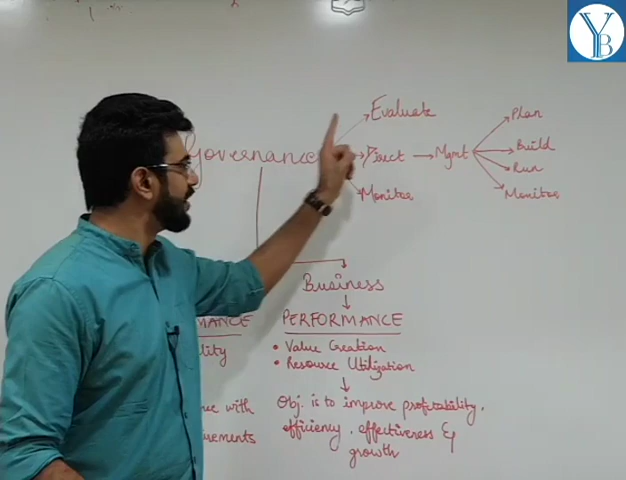 YB
Evaluate
Plan
Governance
Direct
Mgmt
Build
Run
Monitor
Monitor
Business
MANCE
PERFORMANCE
lity
• Value Creation
• Resource Utilization
nce with
Obj. is to improve profitability,
urements
efficiency, effectiveness &
growth